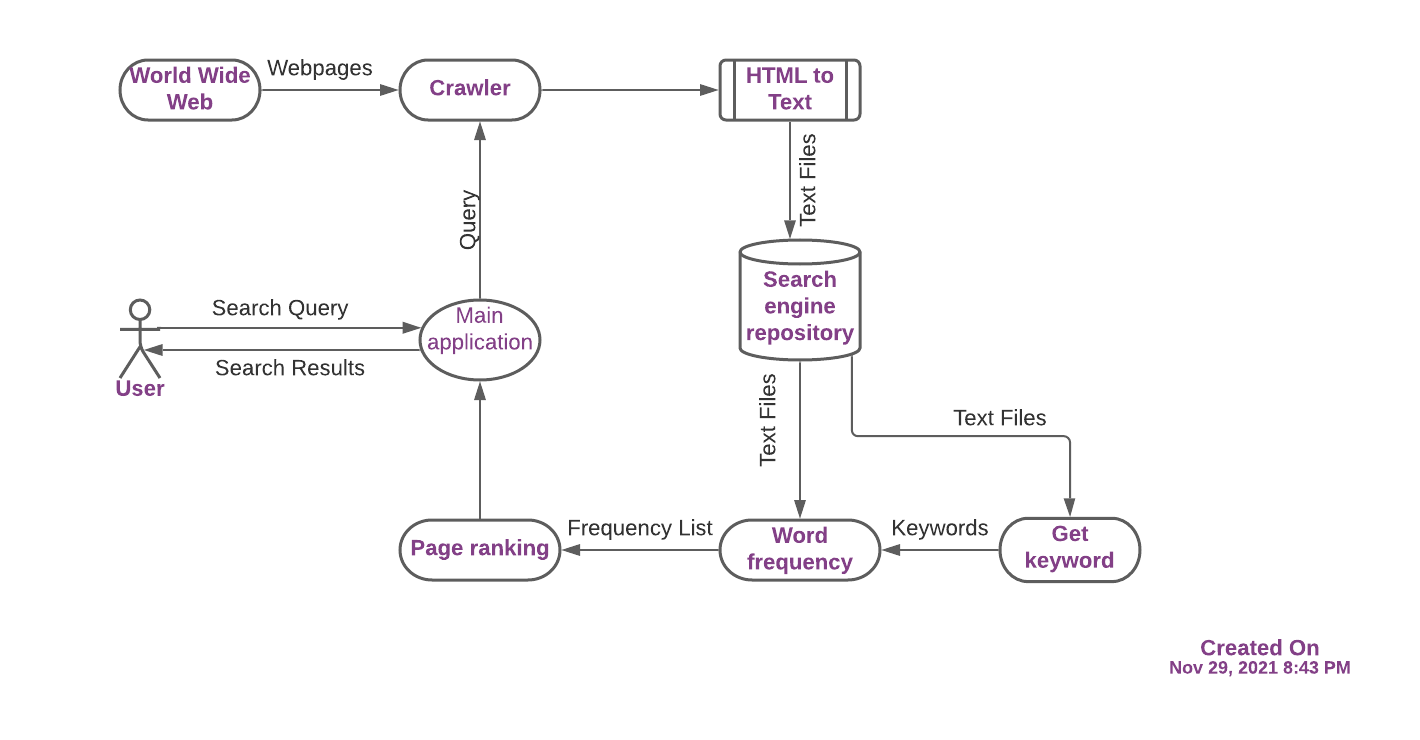 World Wide
Web
Webpages
Crawler
HTML to
Text
Text Files
Query
Search
engine
repository
Search Query
Main
application
Search Results
User
Text Files
Text Files
Page ranking
Frequency List
Word
frequency
Keywords
Get
keyword
Created On
Nov 29, 2021 8:43 PM